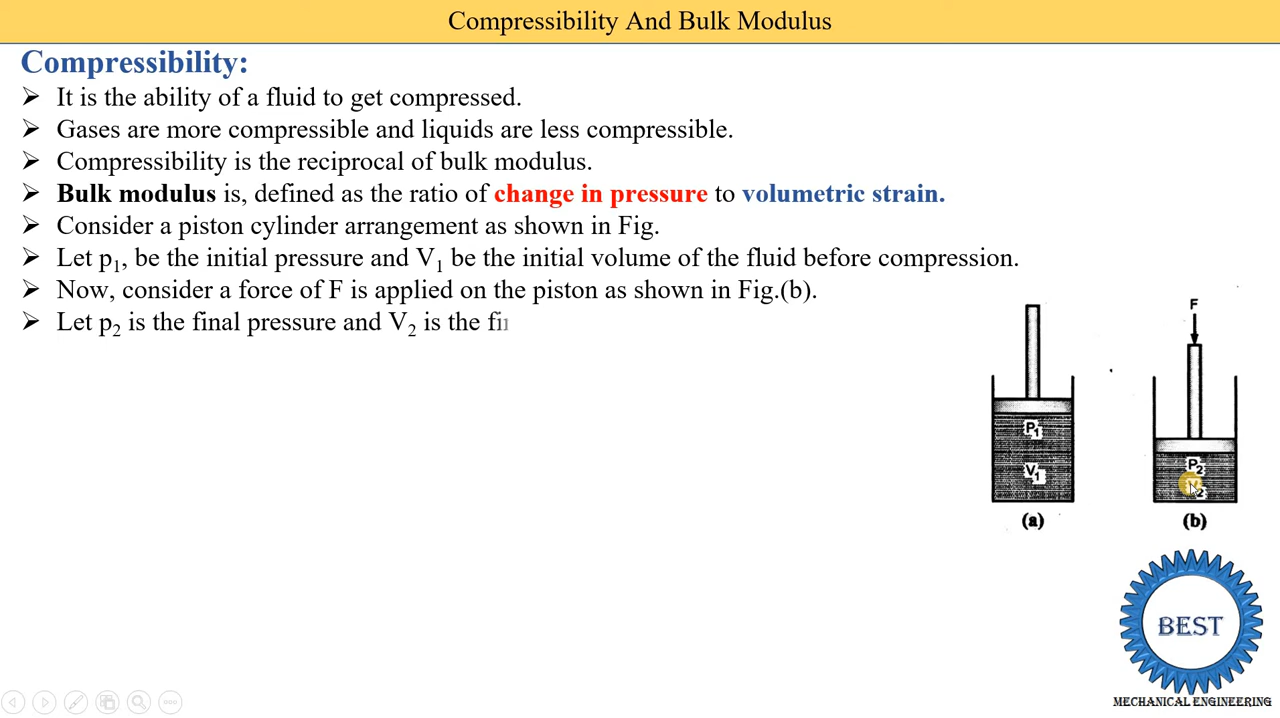 Compressibility And Bulk Modulus
Compressibility:
➢ It is the ability of a fluid to get compressed.
➢ Gases are more compressible and liquids are less compressible.
➢ Compressibility is the reciprocal of bulk modulus.
➢ Bulk modulus is, defined as the ratio of change in pressure to volumetric strain.
➢ Consider a piston cylinder arrangement as shown in Fig.
➢ Let p₁, be the initial pressure and V₁ be the initial volume of the fluid before compression.
➢ Now, consider a force of F is applied on the piston as shown in Fig.(b).
➢ Let p₂ is the final pressure and V₂ is the
F
P₁
V₁
P₂
(a)
(b)
BEST
MECHANICAL ENGINEERING